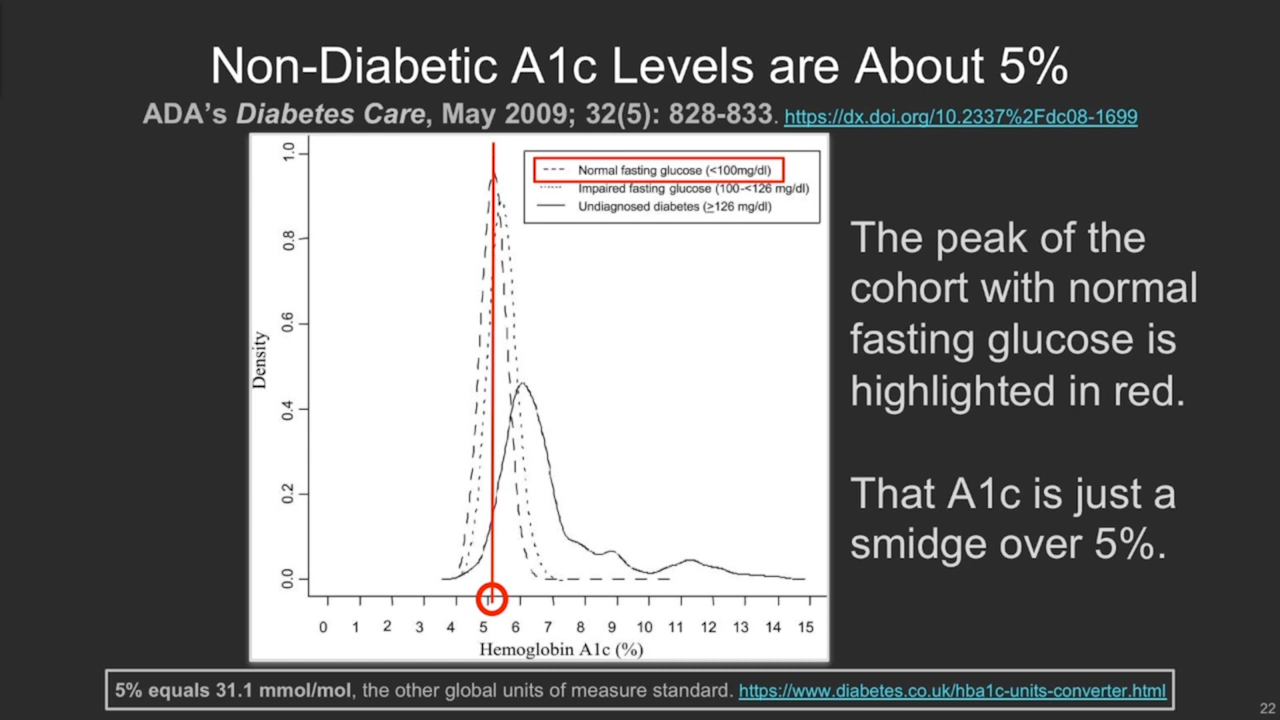 Non-Diabetic A1c Levels are About 5%
ADA's Diabetes Care, May 2009; 32(5): 828-833. https://dx.doi.org/10.2337%2Fdc08-1699
Normal fasting glucose (<100mg/dl)
Impaired fasting glucose (100-<126 mg/dl)
Undiagnosed diabetes (≥126 mg/dl)
1.0
0.8
0.6
0.4
0.2
0.0
Density
0 1 2 3 4 5 6 7 8 9 10 11 12 13 14 15
Hemoglobin A1c (%)
The peak of the
cohort with normal
fasting glucose is
highlighted in red.
That A1c is just a
smidge over 5%.
5% equals 31.1 mmol/mol, the other global units of measure standard. https://www.diabetes.co.uk/hba1c-units-converter.html
22